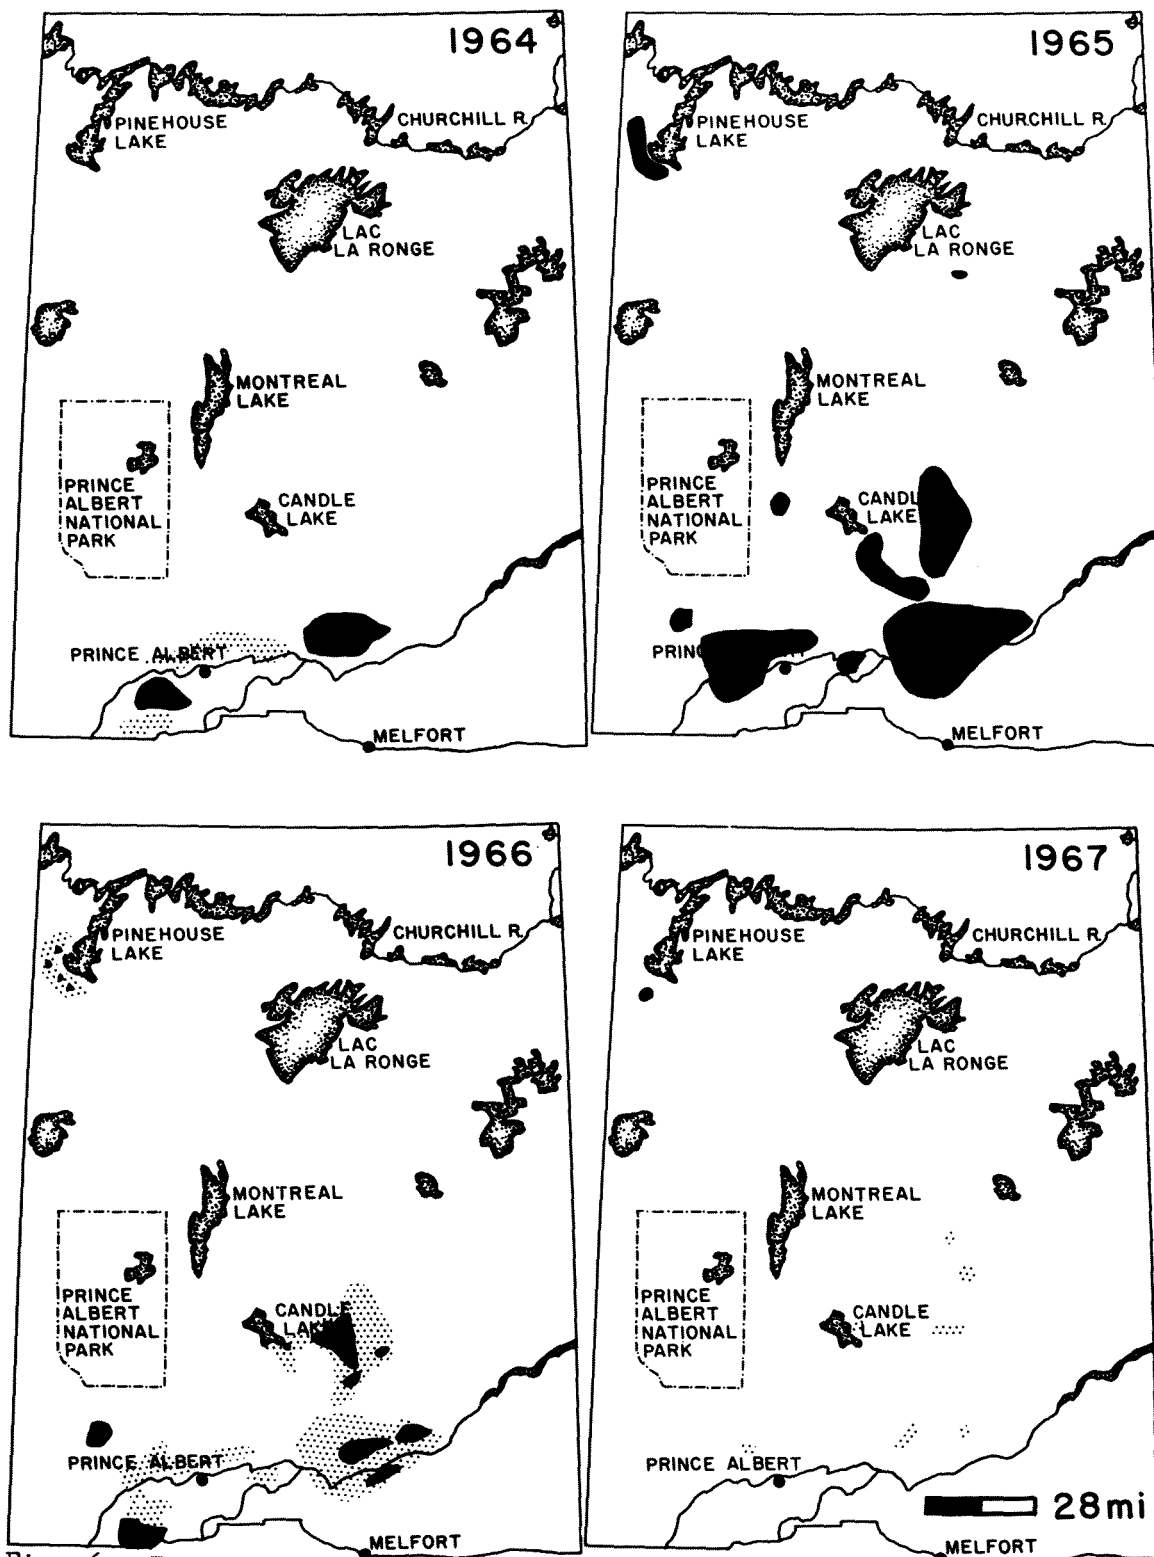 1964
PINEHOUSE
LAKE
CHURCHILL R.
LAC
LA RONGE
MONTREAL
LAKE
PRINCE
ALBERT
NATIONAL
PARK
CANDLE
LAKE
PRINCE ALBERT
MELFORT
1965
PINEHOUSE
LAKE
CHURCHILL R.
LAC
LA RONGE
MONTREAL
LAKE
PRINCE
ALBERT
NATIONAL
PARK
CANDL
LAKE
PRINC
MELFORT
1966
PINEHOUSE
LAKE
CHURCHILL R.
LAC
LA RONGE
MONTREAL
LAKE
PRINCE
ALBERT
NATIONAL
PARK
CANDLE
LAKE
PRINCE ALBERT
MELFORT
1967
PINEHOUSE
LAKE
CHURCHILL R.
LAC
LA RONGE
MONTREAL
LAKE
PRINCE
ALBERT
NATIONAL
PARK
CANDLE
LAKE
PRINCE ALBERT
28mi
MELFORT